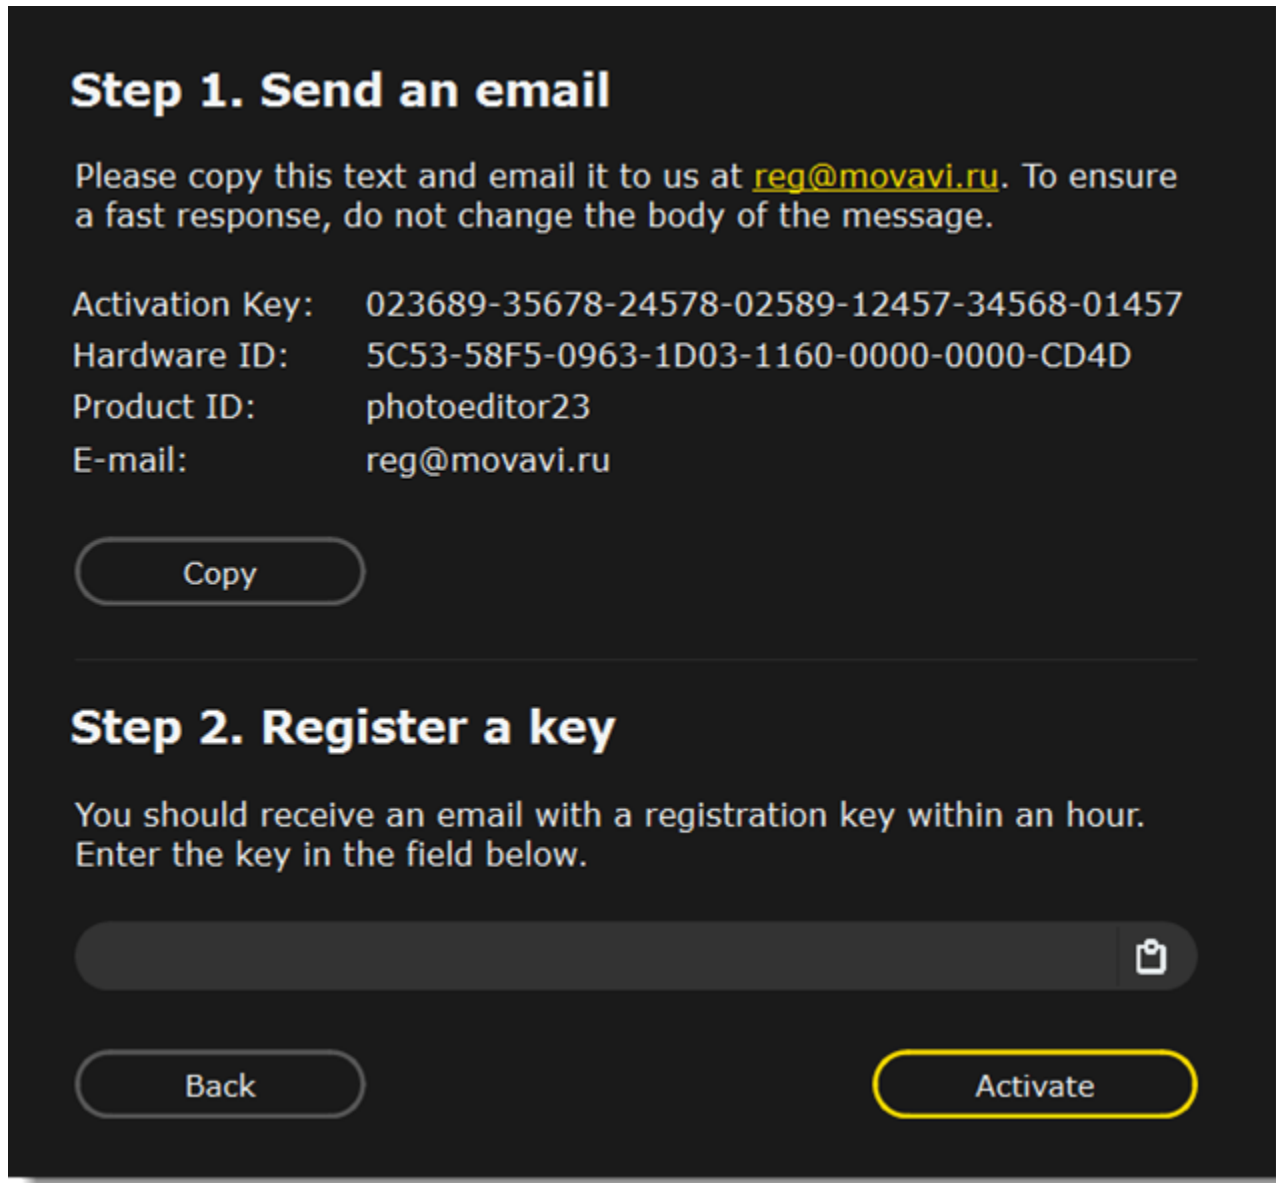 Step 1. Send an email
Please copy this text and email it to us at reg@movavi.ru. To ensure
a fast response, do not change the body of the message.
Activation Key: 023689-35678-24578-02589-12457-34568-01457
Hardware ID: 5C53-58F5-0963-1D03-1160-0000-0000-CD4D
Product ID: photoeditor23
E-mail: reg@movavi.ru
Copy
Step 2. Register a key
You should receive an email with a registration key within an hour.
Enter the key in the field below.
Back Activate